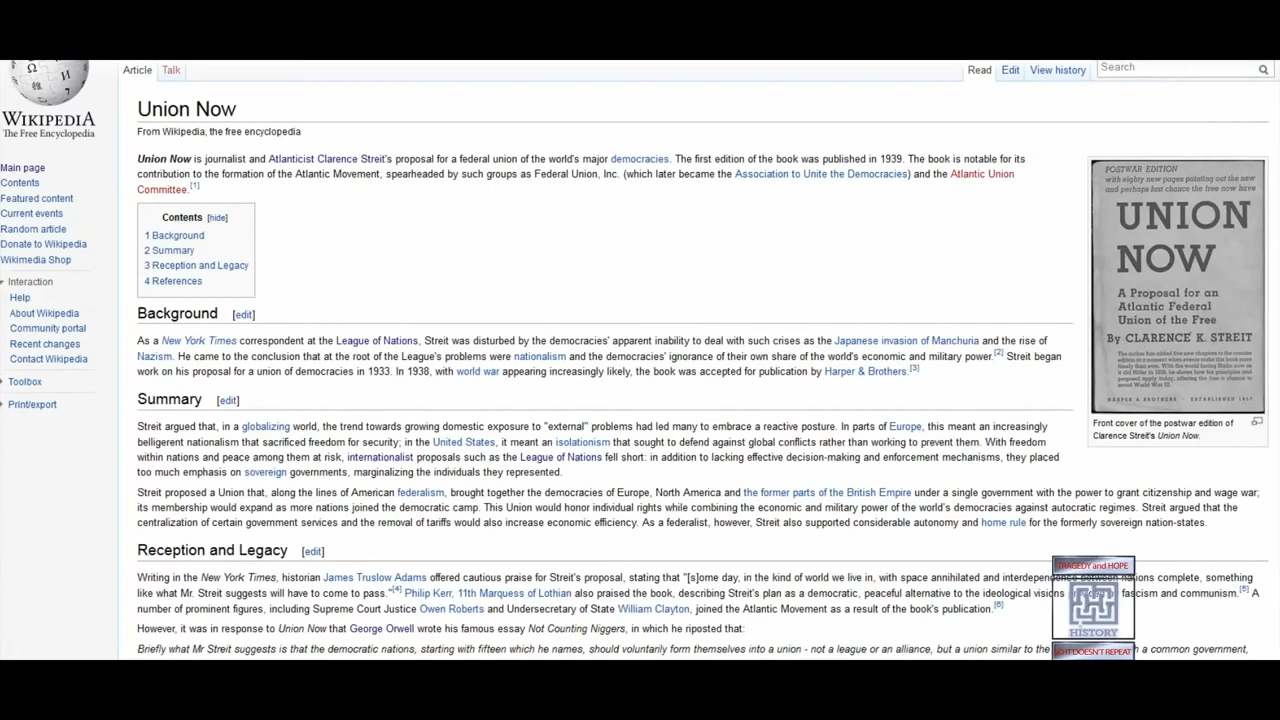 WIKIPEDIA
The Free Encyclopedia
Main page
Contents
Featured content
Current events
Random article
Donate to Wikipedia
Wikimedia Shop
Interaction
Help
About Wikipedia
Community portal
Recent changes
Contact Wikipedia
Toolbox
Print/export
Article Talk
Read Edit View history
Search
Union Now
From Wikipedia, the free encyclopedia
Union Now is journalist and Atlanticist Clarence Streit's proposal for a federal union of the world's major democracies. The first edition of the book was published in 1939. The book is notable for its
contribution to the formation of the Atlantic Movement, spearheaded by such groups as Federal Union, Inc. (which later became the Association to Unite the Democracies) and the Atlantic Union
Committee.[1]
Contents [hide]
1 Background
2 Summary
3 Reception and Legacy
4 References
Background [edit]
As a New York Times correspondent at the League of Nations, Streit was disturbed by the democracies' apparent inability to deal with such crises as the Japanese invasion of Manchuria and the rise of
Nazism. He came to the conclusion that at the root of the League's problems were nationalism and the democracies' ignorance of their own share of the world's economic and military power.[2] Streit began
work on his proposal for a union of democracies in 1933. In 1938, with world war appearing increasingly likely, the book was accepted for publication by Harper & Brothers.[3]
Summary [edit]
Streit argued that, in a globalizing world, the trend towards growing domestic exposure to "external" problems had led many to embrace a reactive posture. In parts of Europe, this meant an increasingly
belligerent nationalism that sacrificed freedom for security; in the United States, it meant an isolationism that sought to defend against global conflicts rather than working to prevent them. With freedom
within nations and peace among them at risk, internationalist proposals such as the League of Nations fell short: in addition to lacking effective decision-making and enforcement mechanisms, they placed
too much emphasis on sovereign governments, marginalizing the individuals they represented.
Streit proposed a Union that, along the lines of American federalism, brought together the democracies of Europe, North America and the former parts of the British Empire under a single government with the power to grant citizenship and wage war;
its membership would expand as more nations joined the democratic camp. This Union would honor individual rights while combining the economic and military power of the world's democracies against autocratic regimes. Streit argued that the
centralization of certain government services and the removal of tariffs would also increase economic efficiency. As a federalist, however, Streit also supported considerable autonomy and home rule for the formerly sovereign nation-states.
Reception and Legacy [edit]
Writing in the New York Times, historian James Truslow Adams offered cautious praise for Streit's proposal, stating that "[s]ome day, in the kind of world we live in, with space annihilated and interdependence between nations complete, something
like what Mr. Streit suggests will have to come to pass."[4] Philip Kerr, 11th Marquess of Lothian also praised the book, describing Streit's plan as a democratic, peaceful alternative to the ideological visions fascism and communism.[5] A
number of prominent figures, including Supreme Court Justice Owen Roberts and Undersecretary of State William Clayton, joined the Atlantic Movement as a result of the book's publication.[6]
However, it was in response to Union Now that George Orwell wrote his famous essay Not Counting Niggers, in which he riposted that:
Briefly what Mr Streit suggests is that the democratic nations, starting with fifteen which he names, should voluntarily form themselves into a union - not a league or an alliance, but a union similar to the a common government,
POSTWAR EDITION
with eighty new pages pointing out the new
and perhaps last chance the free now have
UNION
NOW
A Proposal for an
Atlantic Federal
Union of the Free
By CLARENCE K. STREIT
HARPER & BROTHERS ESTABLISHED 1817
Front cover of the postwar edition of
Clarence Streit's Union Now.
TRAGEDY and HOPE
HISTORY
SO IT DOESN'T REPEAT